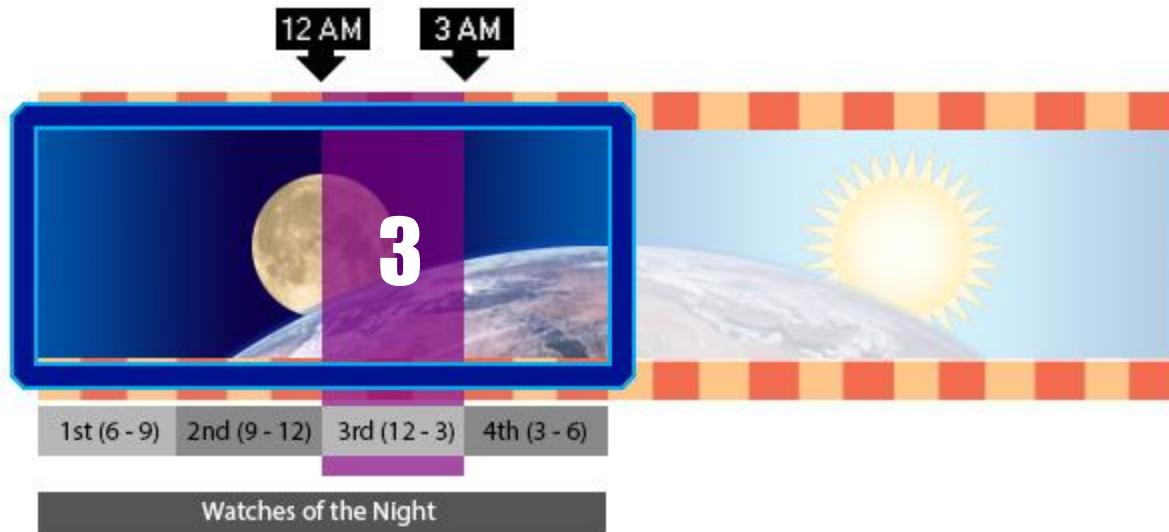 12 AM 3 AM
3
1st (6 - 9) 2nd (9 - 12) 3rd (12 - 3) 4th (3 - 6)
Watches of the Night